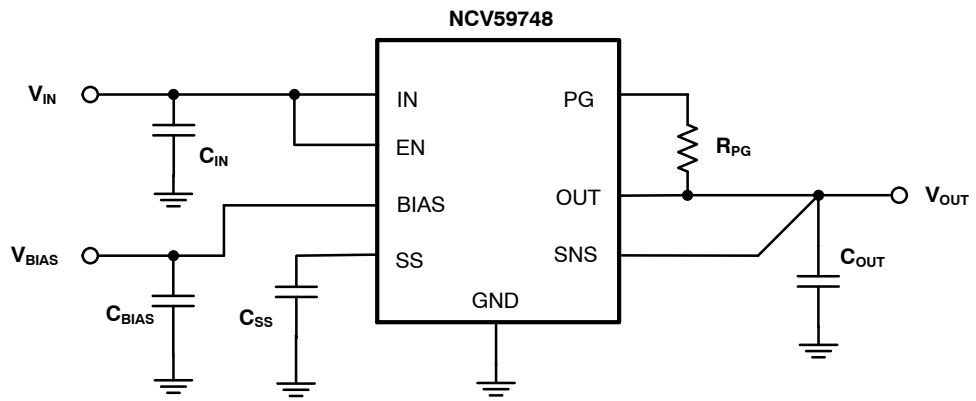 NCV59748
V_IN
IN
PG
C_IN
EN
R_PG
BIAS
OUT
V_OUT
V_BIAS
SS
SNS
C_OUT
C_BIAS
C_SS
GND